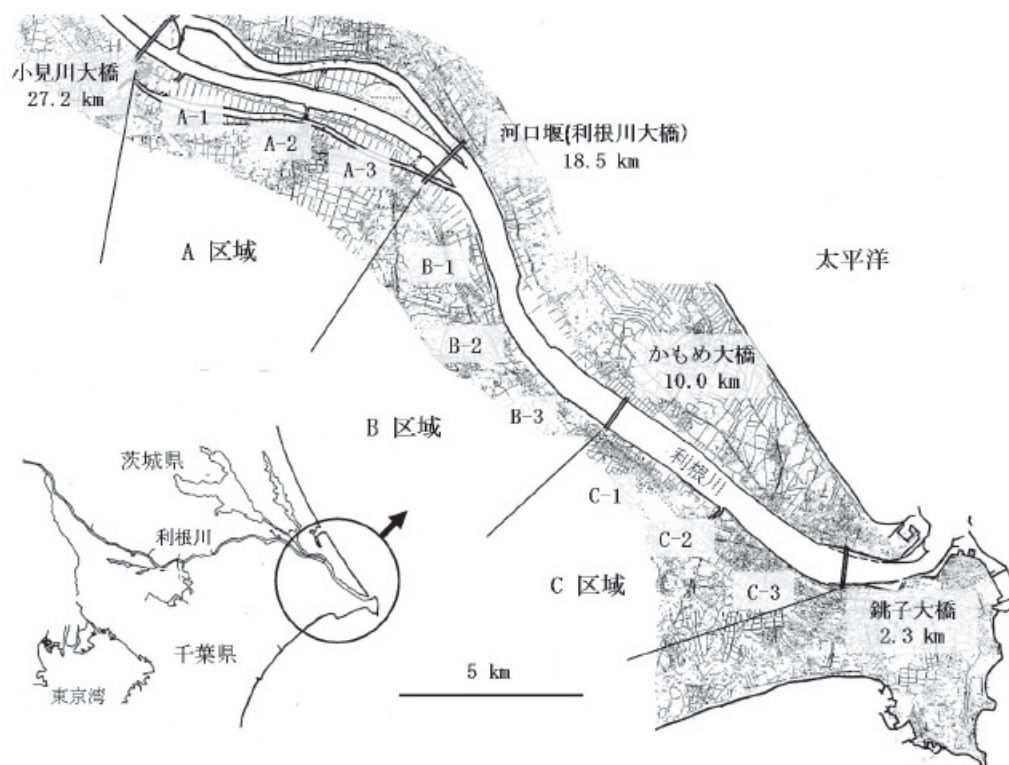 小見川大橋
27.2 km
A-1
A-2
A-3
河口堰(利根川大橋)
18.5 km
A 区域
太平洋
B-1
B-2
かもめ大橋
10.0 km
B-3
B 区域
利根川
C-1
C-2
C-3
C 区域
銚子大橋
2.3 km
茨城県
利根川
千葉県
東京湾
5 km